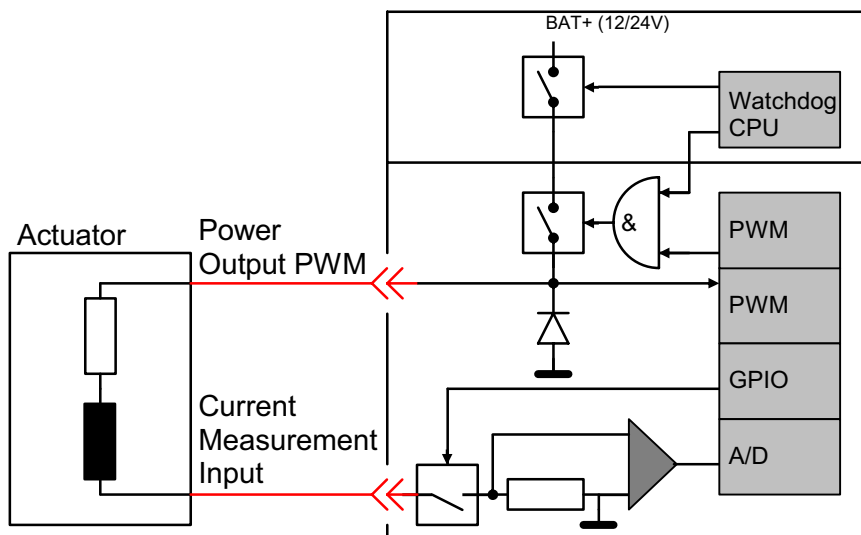 BAT+ (12/24V)
Watchdog
CPU
&
PWM
Actuator
Power
Output PWM
PWM
GPIO
Current
Measurement
Input
A/D